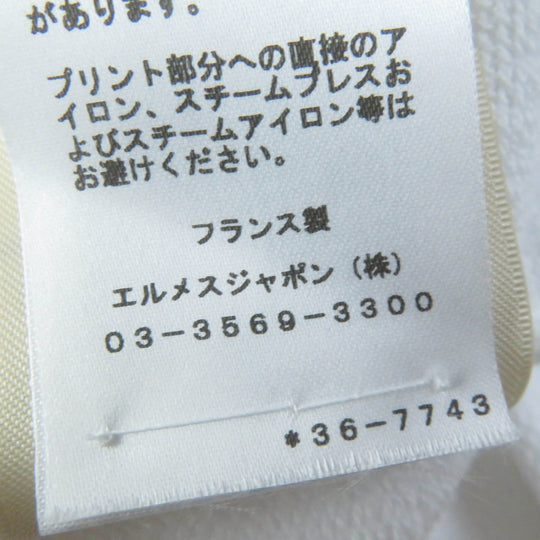 があります。
プリント部分への直接のア
イロン、スチームプレスお
よびスチームアイロン等は
お避けください。
フランス製
エルメスジャポン（株）
03-3569-3300
*36-7743